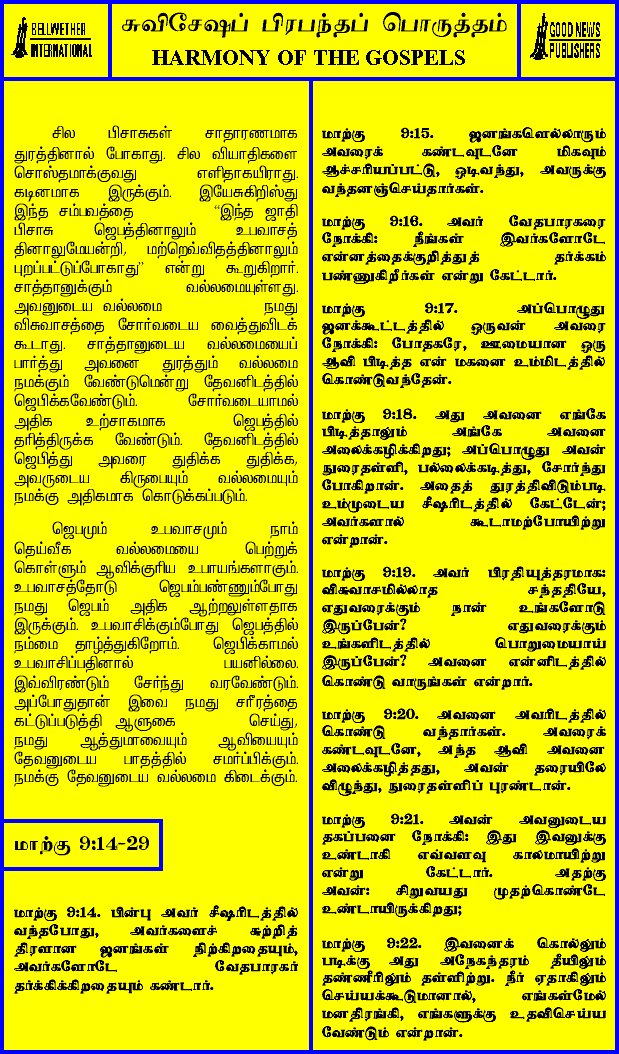 BELLWETHER
INTERNATIONAL
சுவிசேஷப் பிரபந்தப் பொருத்தம்
HARMONY OF THE GOSPELS
GOOD NEWS
PUBLISHERS
சில பிசாசுகள் சாதாரணமாக
துரத்தினால் போகாது. சில வியாதிகளை
சொஸ்தமாக்குவது எளிதாகயிராது.
கடினமாக இருக்கும். இயேசுகிறிஸ்து
இந்த சம்பவத்தை “இந்த ஜாதி
பிசாசு ஜெபத்தினாலும் உபவாசத்
தினாலுமேயன்றி, மற்றெவ்விதத்தினாலும்
புறப்பட்டுப்போகாது” என்று கூறுகிறார்.
சாத்தானுக்கும் வல்லமையுள்ளது.
அவனுடைய வல்லமை நமது
விசுவாசத்தை சோர்வடைய வைத்துவிடக்
கூடாது. சாத்தானுடைய வல்லமையைப்
பார்த்து அவனை துரத்தும் வல்லமை
நமக்கும் வேண்டுமென்று தேவனிடத்தில்
ஜெபிக்கவேண்டும். சோர்வடையாமல்
அதிக உற்சாகமாக ஜெபத்தில்
தரித்திருக்க வேண்டும். தேவனிடத்தில்
ஜெபித்து அவரை துதிக்க துதிக்க,
அவருடைய கிருபையும் வல்லமையும்
நமக்கு அதிகமாக கொடுக்கப்படும்.
ஜெபமும் உபவாசமும் நாம்
தெய்வீக வல்லமையை பெற்றுக்
கொள்ளும் ஆவிக்குரிய உபாயங்களாகும்.
உபவாசத்தோடு ஜெபம்பண்ணும்போது
நமது ஜெபம் அதிக ஆற்றலுள்ளதாக
இருக்கும். உபவாசிக்கும்போது ஜெபத்தில்
நம்மை தாழ்த்துகிறோம். ஜெபிக்காமல்
உபவாசிப்பதினால் பயனில்லை.
இவ்விரண்டும் சேர்ந்து வரவேண்டும்.
அப்போதுதான் இவை நமது சரீரத்தை
கட்டுப்படுத்தி ஆளுகை செய்து,
நமது ஆத்துமாவையும் ஆவியையும்
தேவனுடைய பாதத்தில் சமர்ப்பிக்கும்.
நமக்கு தேவனுடைய வல்லமை கிடைக்கும்.
மாற்கு 9:14-29
மாற்கு 9:14. பின்பு அவர் சீஷரிடத்தில்
வந்தபோது, அவர்களைச் சுற்றித்
திரளான ஜனங்கள் நிற்கிறதையும்,
அவர்களோடே வேதபாரகர்
தர்க்கிக்கிறதையும் கண்டார்.
மாற்கு 9:15. ஜனங்களெல்லாரும்
அவரைக் கண்டவுடனே மிகவும்
ஆச்சரியப்பட்டு, ஓடிவந்து, அவருக்கு
வந்தனஞ்செய்தார்கள்.
மாற்கு 9:16. அவர் வேதபாரகரை
நோக்கி: நீங்கள் இவர்களோடே
என்னத்தைக்குறித்துத் தர்க்கம்
பண்ணுகிறீர்கள் என்று கேட்டார்.
மாற்கு 9:17. அப்பொழுது
ஜனக்கூட்டத்தில் ஒருவன் அவரை
நோக்கி: போதகரே, ஊமையான ஒரு
ஆவி பிடித்த என் மகனை உம்மிடத்தில்
கொண்டுவந்தேன்.
மாற்கு 9:18. அது அவனை எங்கே
பிடித்தாலும் அங்கே அவனை
அலைக்கழிக்கிறது; அப்பொழுது அவன்
நுரைதள்ளி, பல்லைக்கடித்து, சோர்ந்து
போகிறான். அதைத் துரத்திவிடும்படி
உம்முடைய சீஷரிடத்தில் கேட்டேன்;
அவர்களால் கூடாமற்போயிற்று
என்றான்.
மாற்கு 9:19. அவர் பிரதியுத்தரமாக:
விசுவாசமில்லாத சந்ததியே,
எதுவரைக்கும் நான் உங்களோடு
இருப்பேன்? எதுவரைக்கும்
உங்களிடத்தில் பொறுமையாய்
இருப்பேன்? அவனை என்னிடத்தில்
கொண்டு வாருங்கள் என்றார்.
மாற்கு 9:20. அவனை அவரிடத்தில்
கொண்டு வந்தார்கள். அவரைக்
கண்டவுடனே, அந்த ஆவி அவனை
அலைக்கழித்தது, அவன் தரையிலே
விழுந்து, நுரைதள்ளிப் புரண்டான்.
மாற்கு 9:21. அவன் அவனுடைய
தகப்பனை நோக்கி: இது இவனுக்கு
உண்டாகி எவ்வளவு காலமாயிற்று
என்று கேட்டார். அதற்கு
அவன்: சிறுவயது முதற்கொண்டே
உண்டாயிருக்கிறது;
மாற்கு 9:22. இவனைக் கொல்லும்
படிக்கு அது அநேகந்தரம் தீயிலும்
தண்ணீரிலும் தள்ளிற்று. நீர் ஏதாகிலும்
செய்யக்கூடுமானால், எங்கள்மேல்
மனதிரங்கி, எங்களுக்கு உதவிசெய்ய
வேண்டும் என்றான்.